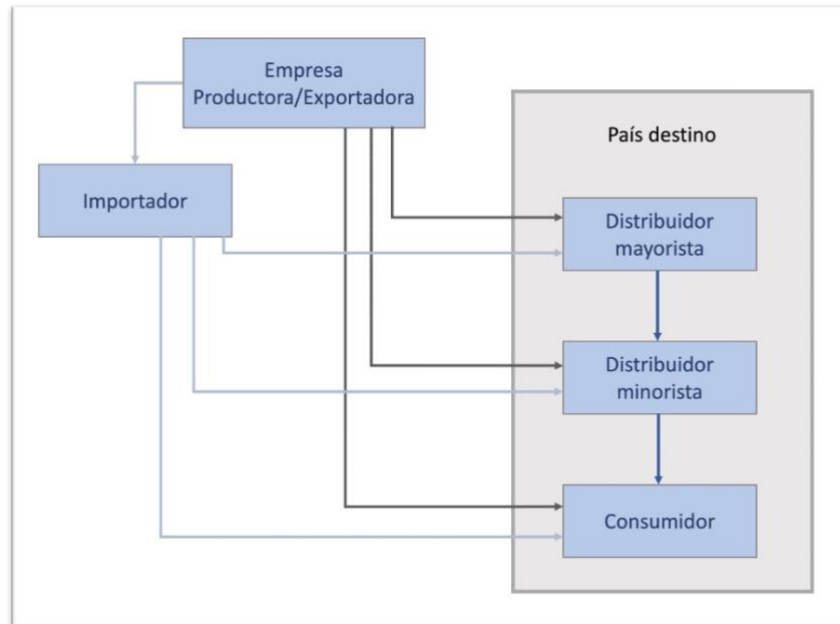 Empresa
Productora/Exportadora
País destino
Importador
Distribuidor
mayorista
Distribuidor
minorista
Consumidor